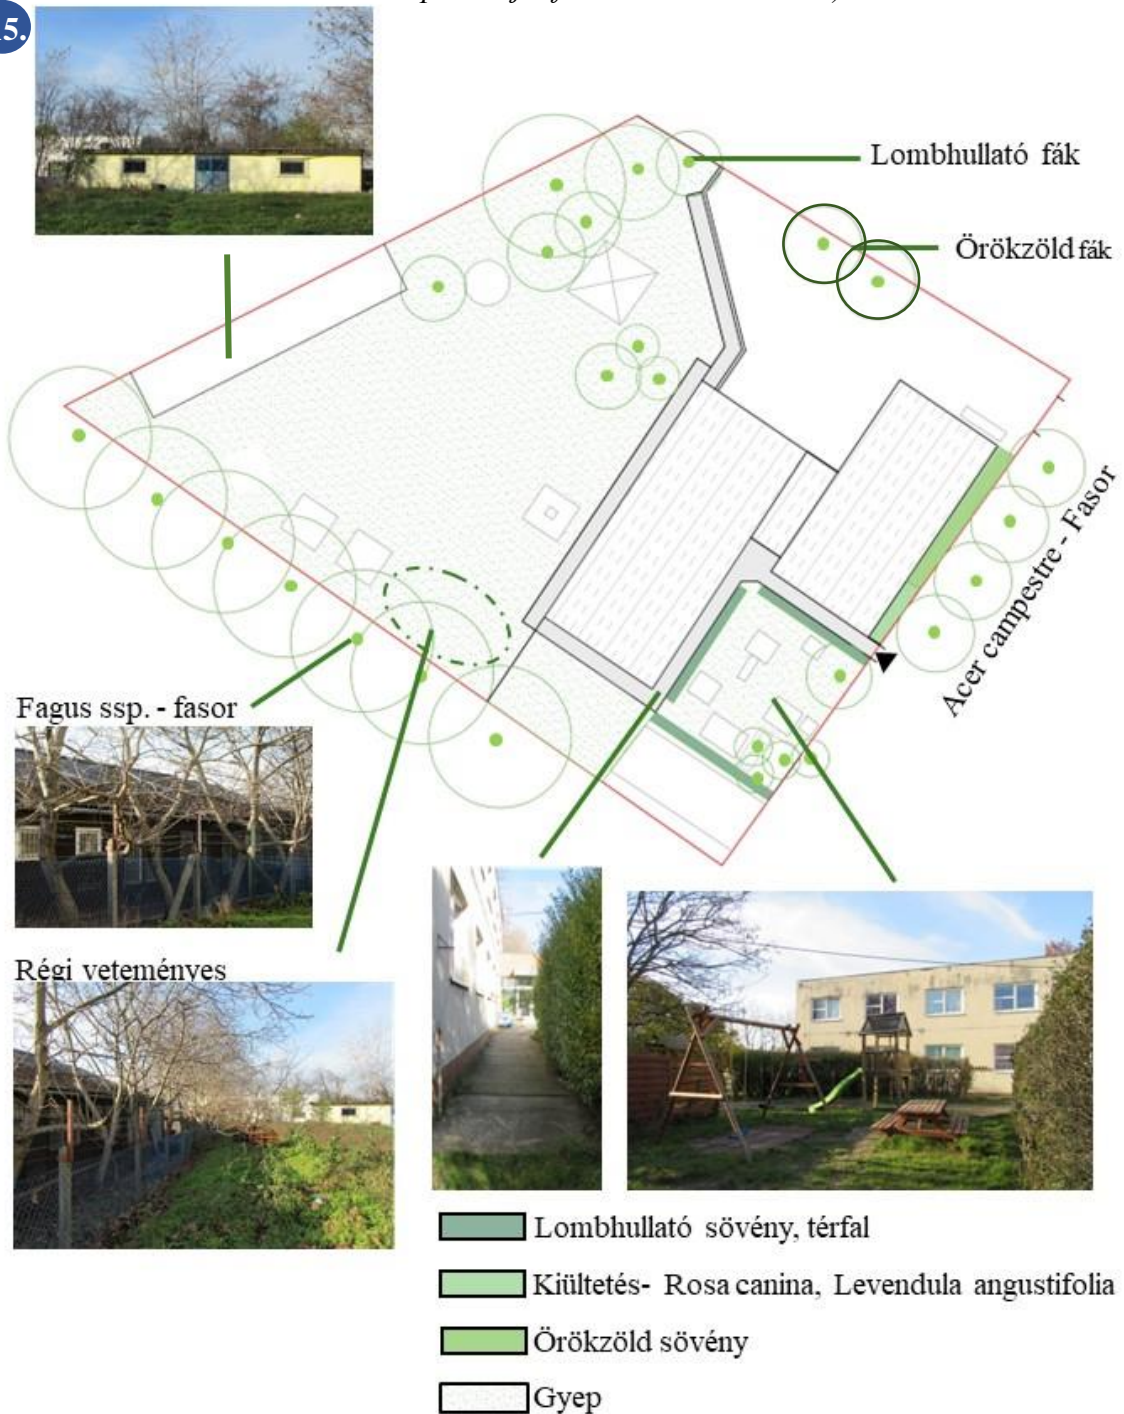 5.
Lombhullató fák
Örökzöld fák
Acer campestre - Fasor
Fagus ssp. - fasor
Régi veteményes
Lombhullató sövény, térfal
Kiültetés- Rosa canina, Levendula angustifolia
Örökzöld sövény
Gyep